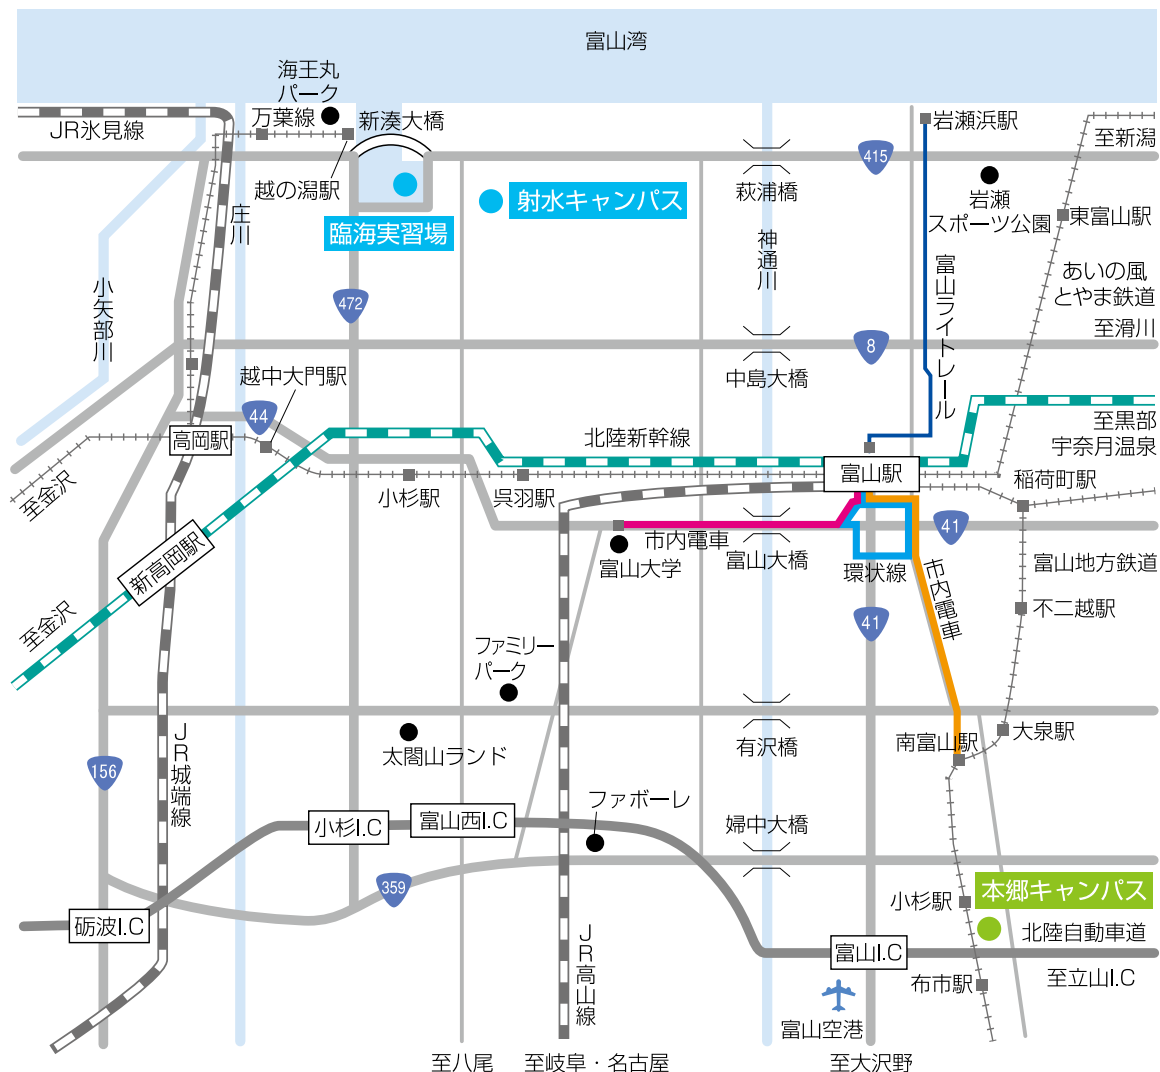 富山湾
海王丸
パーク
万葉線
新湊大橋
JR氷見線
越の潟駅
射水キャンパス
臨海実習場
415
岩瀬浜駅
至新潟
萩浦橋
岩瀬
スポーツ公園
東富山駅
庄川
小矢部川
472
神通川
富山ライトレール
あいの風
とやま鉄道
至滑川
8
越中大門駅
中島大橋
44
高岡駅
北陸新幹線
至黒部
宇奈月温泉
至金沢
小杉駅
呉羽駅
富山駅
稲荷町駅
新高岡駅
市内電車
富山大学
富山大橋
環状線
41
富山地方鉄道
市内電車
至金沢
41
不二越駅
ファミリー
パーク
JR城端線
太閤山ランド
有沢橋
南富山駅
大泉駅
156
小杉I.C
富山西I.C
ファボーレ
婦中大橋
359
本郷キャンパス
小杉駅
砺波I.C
北陸自動車道
JR高山線
富山I.C
布市駅
至立山I.C
富山空港
至八尾
至岐阜・名古屋
至大沢野